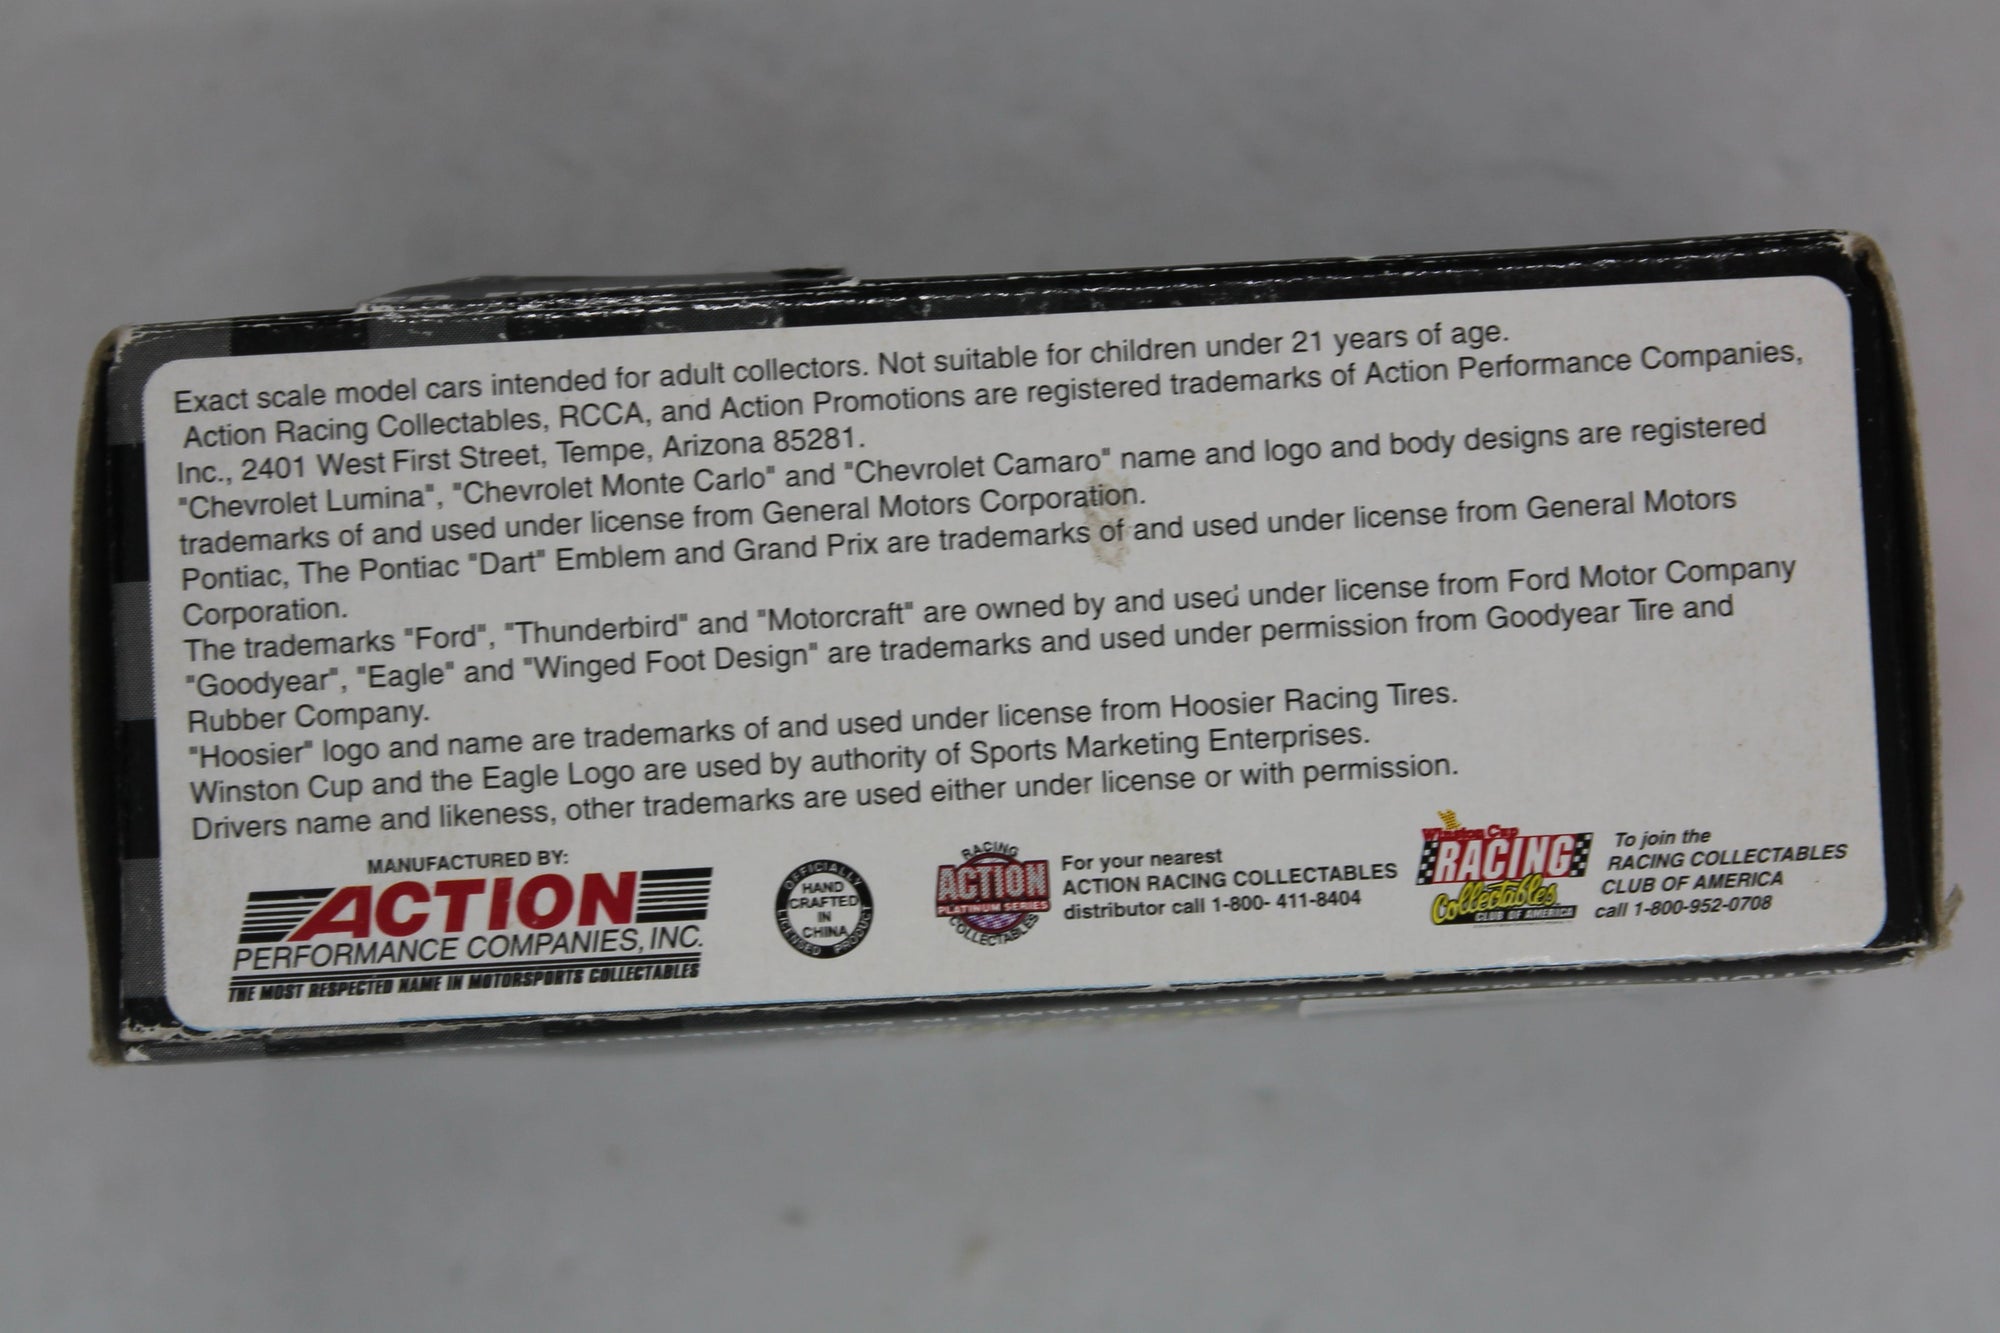 Exact scale model cars intended for adult collectors. Not suitable for children under 21 years of age.
Action Racing Collectables, RCCA, and Action Promotions are registered trademarks of Action Performance Companies,
Inc., 2401 West First Street, Tempe, Arizona 85281.
"Chevrolet Lumina", "Chevrolet Monte Carlo" and "Chevrolet Camaro" name and logo and body designs are registered
trademarks of and used under license from General Motors Corporation.
Pontiac, The Pontiac "Dart" Emblem and Grand Prix are trademarks of and used under license from General Motors
Corporation.
The trademarks "Ford", "Thunderbird" and "Motorcraft" are owned by and used under license from Ford Motor Company
"Goodyear", "Eagle" and "Winged Foot Design" are trademarks and used under permission from Goodyear Tire and
Rubber Company.
"Hoosier" logo and name are trademarks of and used under license from Hoosier Racing Tires.
Winston Cup and the Eagle Logo are used by authority of Sports Marketing Enterprises.
Drivers name and likeness, other trademarks are used either under license or with permission.
MANUFACTURED BY:
ACTION
PERFORMANCE COMPANIES, INC.
THE MOST RESPECTED NAME IN MOTORSPORTS COLLECTABLES
OFFICIALLY
LICENSED PRODUCT
HAND
CRAFTED
IN
CHINA
RACING
ACTION
PLATINUM SERIES
COLLECTABLES
For your nearest
ACTION RACING COLLECTABLES
distributor call 1-800- 411-8404
Winston Cup
RACING
Collectables
CLUB OF AMERICA
To join the
RACING COLLECTABLES
CLUB OF AMERICA
call 1-800-952-0708